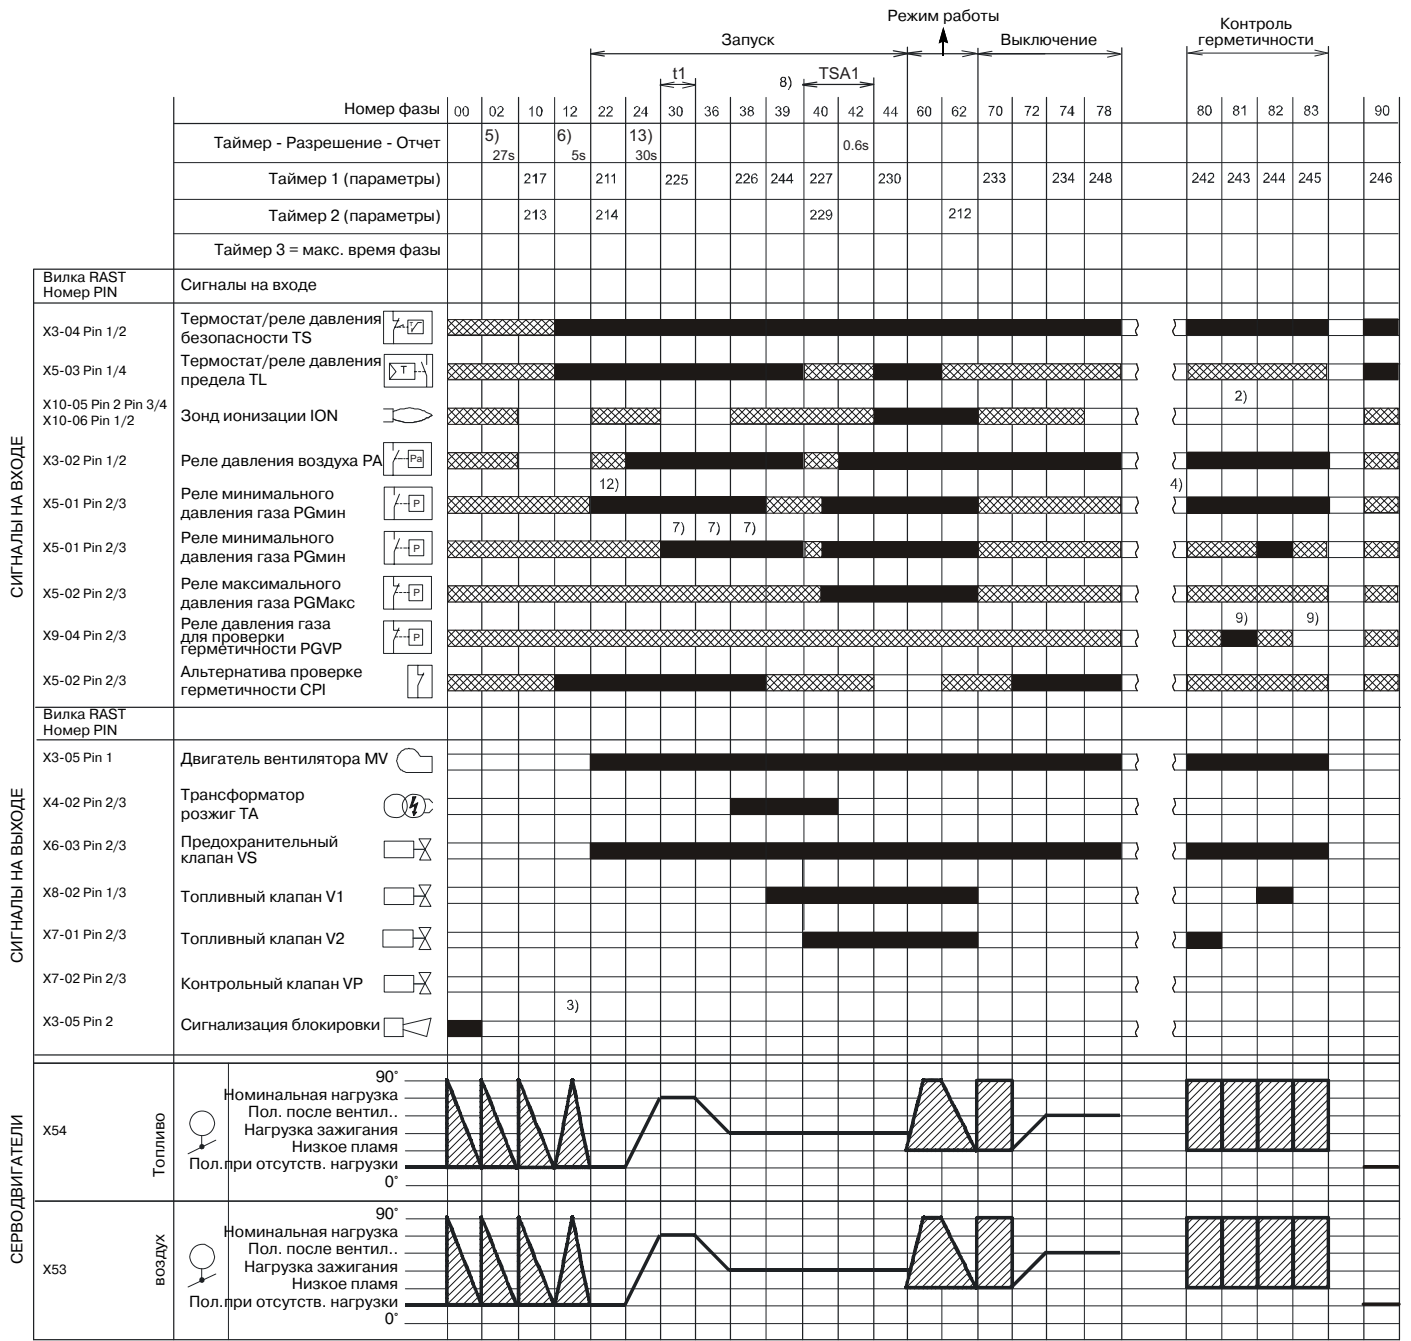 Режим работы
Запуск
Выключение
Контроль
герметичности
t1
8)
TSA1
Номер фазы 00 02 10 12 22 24 30 36 38 39 40 42 44 60 62 70 72 74 78 80 81 82 83 90
Таймер - Разрешение - Отчет 5) 27s 6) 5s 13) 30s 0.6s
Таймер 1 (параметры) 217 211 225 226 244 227 230 233 234 248 242 243 244 245 246
Таймер 2 (параметры) 213 214 229 212
Таймер 3 = макс. время фазы
СИГНАЛЫ НА ВХОДЕ
Вилка RAST
Номер PIN
Сигналы на входе
X3-04 Pin 1/2
Термостат/реле давления
безопасности TS
X5-03 Pin 1/4
Термостат/реле давления
предела TL
T
X10-05 Pin 2 Pin 3/4
X10-06 Pin 1/2
Зонд ионизации ION
2)
X3-02 Pin 1/2
Реле давления воздуха PA
Pa
12)
4)
X5-01 Pin 2/3
Реле минимального
давления газа PGмин
P
7) 7) 7)
X5-01 Pin 2/3
Реле минимального
давления газа PGмин
P
X5-02 Pin 2/3
Реле максимального
давления газа PGМакс
P
9) 9)
X9-04 Pin 2/3
Реле давления газа
для проверки
герметичности PGVP
P
X5-02 Pin 2/3
Альтернатива проверке
герметичности CPI
СИГНАЛЫ НА ВЫХОДЕ
Вилка RAST
Номер PIN
X3-05 Pin 1
Двигатель вентилятора MV
X4-02 Pin 2/3
Трансформатор
розжиг TA
X6-03 Pin 2/3
Предохранительный
клапан VS
X8-02 Pin 1/3
Топливный клапан V1
X7-01 Pin 2/3
Топливный клапан V2
X7-02 Pin 2/3
Контрольный клапан VP
3)
X3-05 Pin 2
Сигнализация блокировки
СЕРВОДВИГАТЕЛИ
X54
Топливо
90°
Номинальная нагрузка
Пол. после вентил..
Нагрузка зажигания
Низкое пламя
Пол.при отсутств. нагрузки
0°
X53
воздух
90°
Номинальная нагрузка
Пол. после вентил..
Нагрузка зажигания
Низкое пламя
Пол.при отсутств. нагрузки
0°